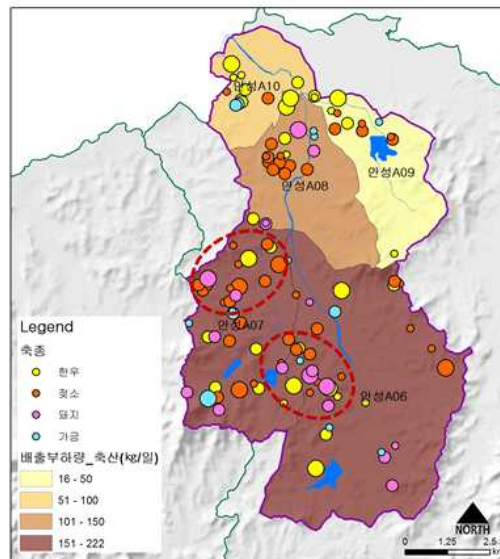 안성A10
안성A09
안성A08
안성A07
안성A06
Legend
축종
한우
젖소
돼지
가금
배출부하량_축산(kg/일)
16 - 50
51 - 100
101 - 150
151 - 222
NORTH
0 1.25 2.5